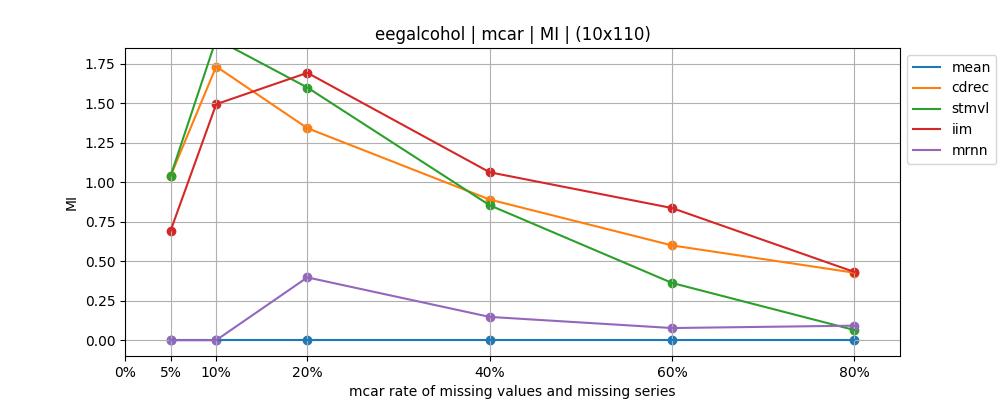 eegalcohol | mcar | MI | (10x110)
MI
1.75
1.50
1.25
1.00
0.75
0.50
0.25
0.00
0%
5%
10%
20%
40%
60%
80%
mcar rate of missing values and missing series
mean
cdrec
stmvl
iim
mrnn